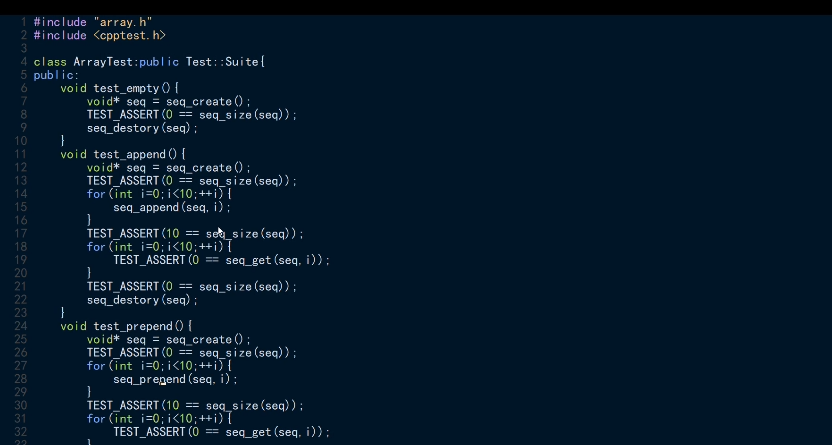 1 #include "array.h"
2 #include <cpptest.h>
3
4 class ArrayTest:public Test::Suite{
5 public:
6     void test_empty(){
7         void* seq = seq_create();
8         TEST_ASSERT(0 == seq_size(seq));
9         seq_destory(seq);
10     }
11     void test_append(){
12         void* seq = seq_create();
13         TEST_ASSERT(0 == seq_size(seq));
14         for(int i=0;i<10;++i){
15             seq_append(seq,i);
16         }
17         TEST_ASSERT(10 == seq_size(seq));
18         for(int i=0;i<10;++i){
19             TEST_ASSERT(0 == seq_get(seq,i));
20         }
21         TEST_ASSERT(0 == seq_size(seq));
22         seq_destory(seq);
23     }
24     void test_prepend(){
25         void* seq = seq_create();
26         TEST_ASSERT(0 == seq_size(seq));
27         for(int i=0;i<10;++i){
28             seq_prepend(seq,i);
29         }
30         TEST_ASSERT(10 == seq_size(seq));
31         for(int i=0;i<10;++i){
32             TEST_ASSERT(0 == seq_get(seq,i));
33         }